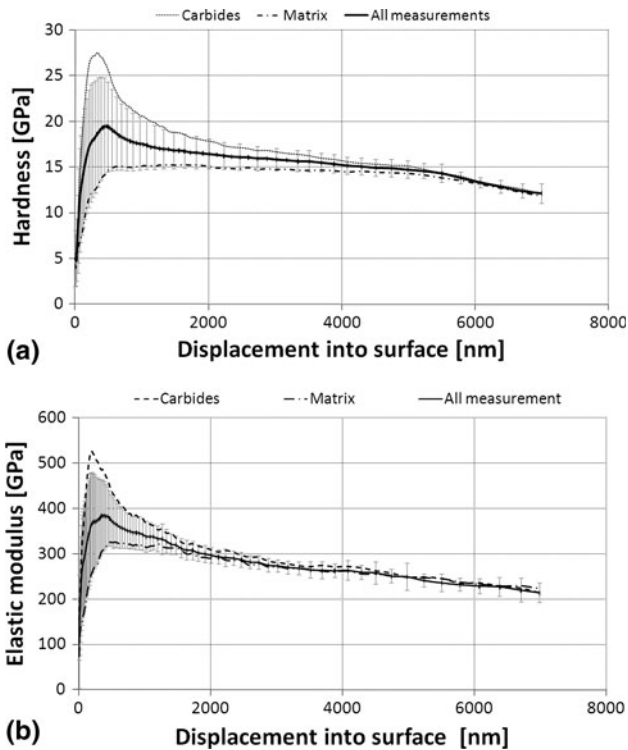 Carbides Matrix All measurements
30
25
20
15
10
5
0
Hardness [GPa]
0 2000 4000 6000 8000
(a) Displacement into surface [nm]
Carbides Matrix All measurement
600
500
400
300
200
100
0
Elastic modulus [GPa]
0 2000 4000 6000 8000
(b) Displacement into surface [nm]